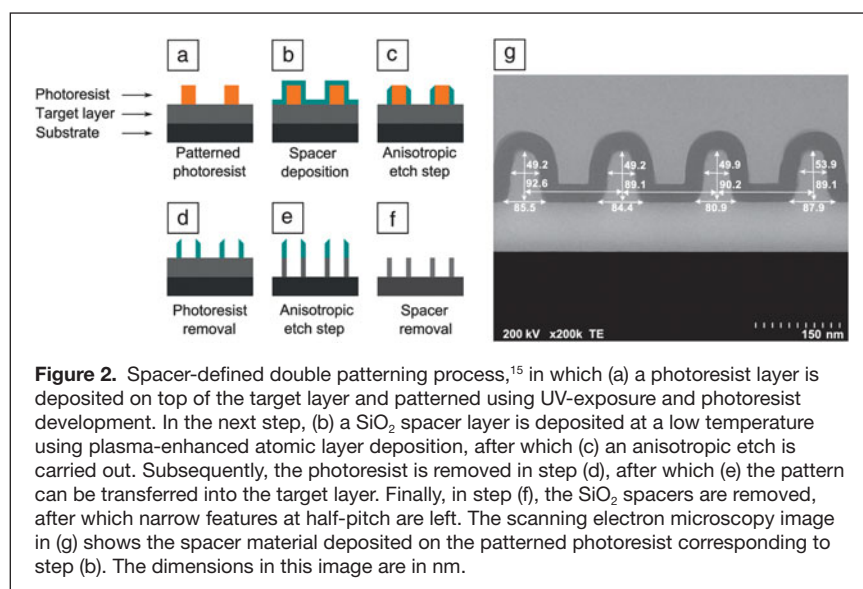 a
b
c
g
Photoresist
Target layer
Substrate
Patterned
photoresist
Spacer
deposition
Anisotropic
etch step
d
e
f
Photoresist
removal
Anisotropic
etch step
Spacer
removal
49.2
92.6
85.5
49.2
89.1
84.4
49.9
90.2
80.9
53.9
89.1
87.9
200 kV x200k TE
150 nm
Figure 2. Spacer-defined double patterning process,¹⁵ in which (a) a photoresist layer is
deposited on top of the target layer and patterned using UV-exposure and photoresist
development. In the next step, (b) a SiO₂ spacer layer is deposited at a low temperature
using plasma-enhanced atomic layer deposition, after which (c) an anisotropic etch is
carried out. Subsequently, the photoresist is removed in step (d), after which (e) the pattern
can be transferred into the target layer. Finally, in step (f), the SiO₂ spacers are removed,
after which narrow features at half-pitch are left. The scanning electron microscopy image
in (g) shows the spacer material deposited on the patterned photoresist corresponding to
step (b). The dimensions in this image are in nm.